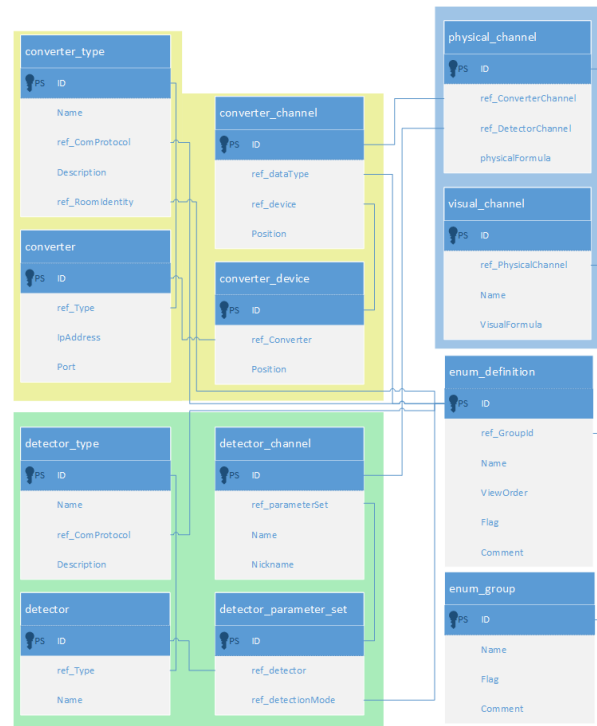 converter_type
PS ID
Name
ref_ComProtocol
Description
ref_RoomIdentity
converter
PS ID
ref_Type
IpAddress
Port
converter_channel
PS ID
ref_dataType
ref_device
Position
converter_device
PS ID
ref_Converter
Position
physical_channel
PS ID
ref_ConverterChannel
ref_DetectorChannel
physicalFormula
visual_channel
PS ID
ref_PhysicalChannel
Name
VisualFormula
enum_definition
PS ID
ref_GroupId
Name
ViewOrder
Flag
Comment
enum_group
PS ID
Name
Flag
Comment
detector_type
PS ID
Name
ref_ComProtocol
Description
detector
PS ID
ref_Type
Name
detector_channel
PS ID
ref_parameterSet
Name
Nickname
detector_parameter_set
PS ID
ref_detector
ref_detectionMode